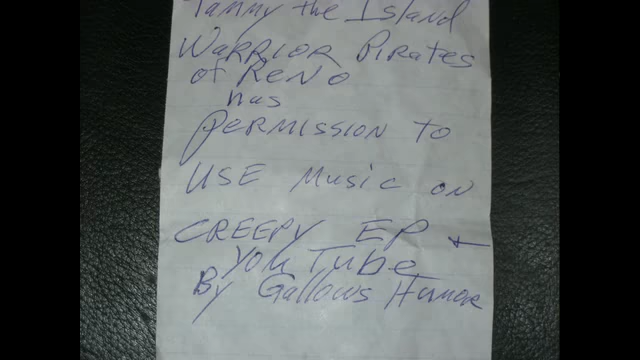 Tammy the Island
Warrior Pirates
of Reno
has
Permission to
use music on
CREEPY EP +
YouTube
By Gallows Humor